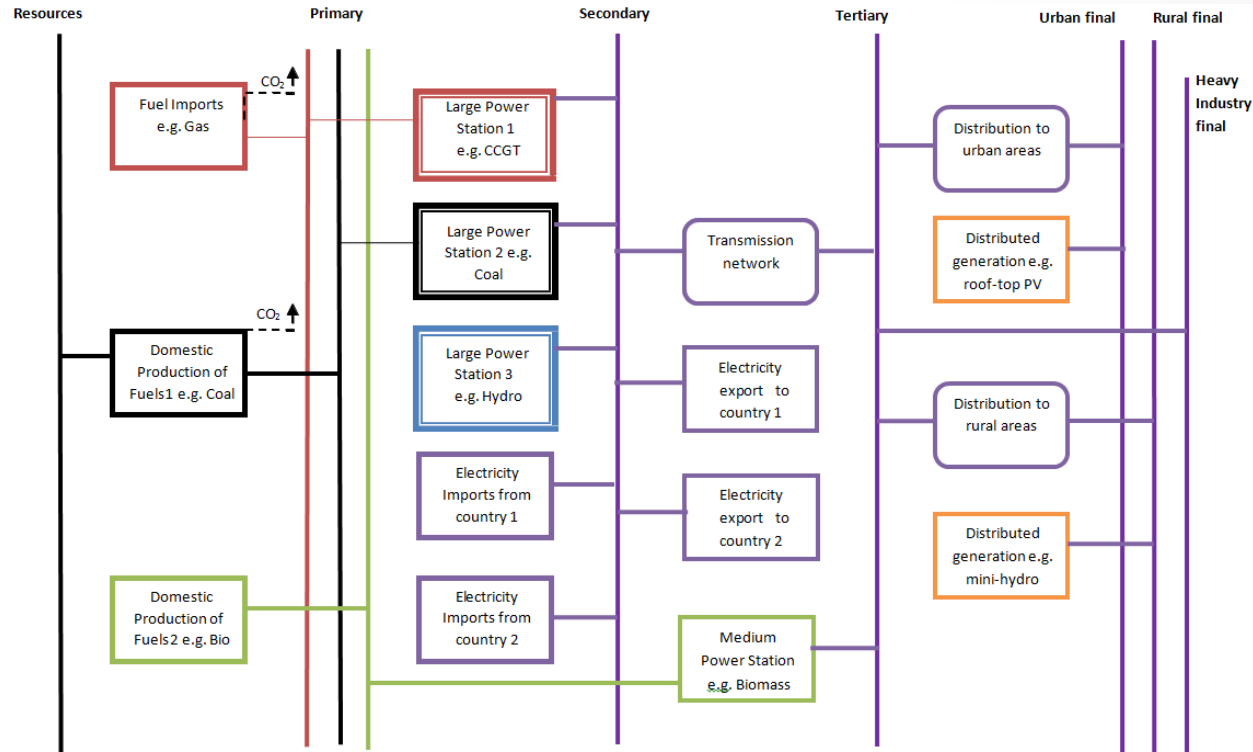 Resources
Primary
Secondary
Tertiary
Urban final
Rural final
Heavy
Industry
final
CO₂
Fuel Imports
e.g. Gas
CO₂
Domestic
Production of
Fuels1 e.g. Coal
Domestic
Production of
Fuels2 e.g. Bio
Large Power
Station 1
e.g. CCGT
Large Power
Station 2 e.g.
Coal
Large Power
Station 3
e.g. Hydro
Electricity
Imports from
country 1
Electricity
Imports from
country 2
Transmission
network
Electricity
export to
country 1
Electricity
export to
country 2
Medium
Power Station
e.g. Biomass
Distribution to
urban areas
Distributed
generation e.g.
roof-top PV
Distribution to
rural areas
Distributed
generation e.g.
mini-hydro